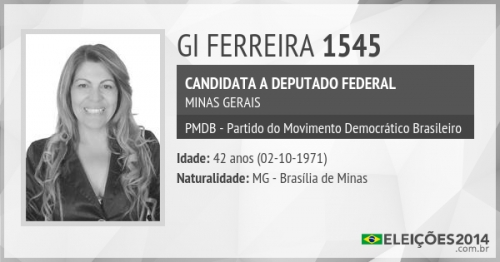 GI FERREIRA 1545
CANDIDATA A DEPUTADO FEDERAL
MINAS GERAIS
PMDB - Partido do Movimento Democrático Brasileiro
Idade: 42 anos (02-10-1971)
Naturalidade: MG - Brasília de Minas
ELEIÇÕES2014
.com.br